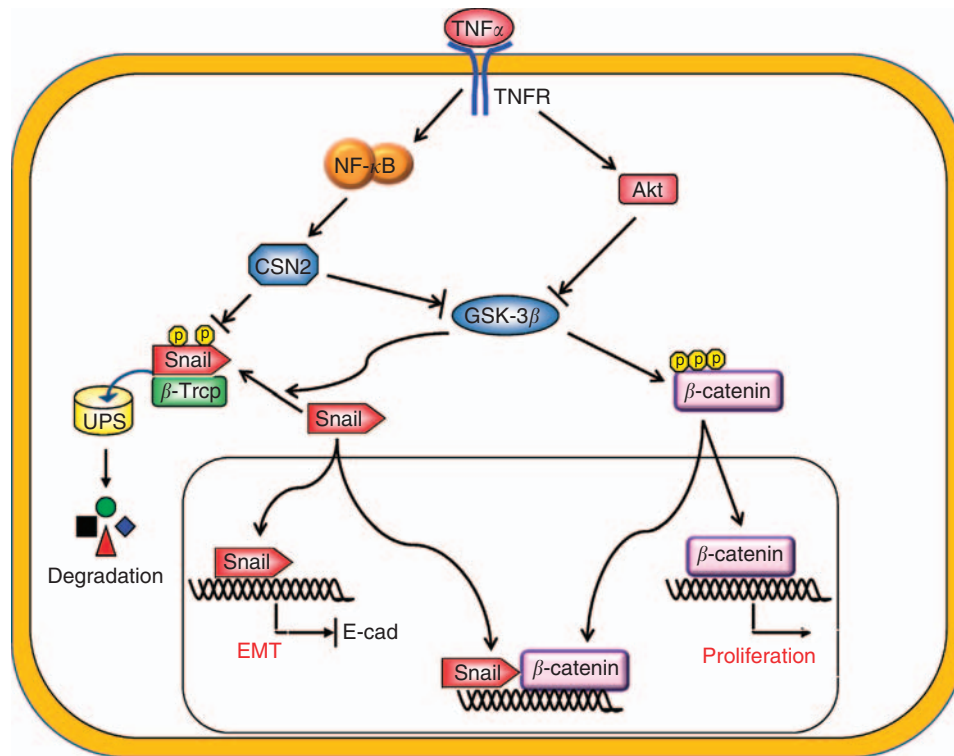 TNFα
TNFR
NF-κB
Akt
CSN2
GSK-3β
P P
Snail
β-Trcp
P P P
β-catenin
UPS
Snail
Degradation
Snail
β-catenin
E-cad
EMT
Proliferation
Snail
β-catenin